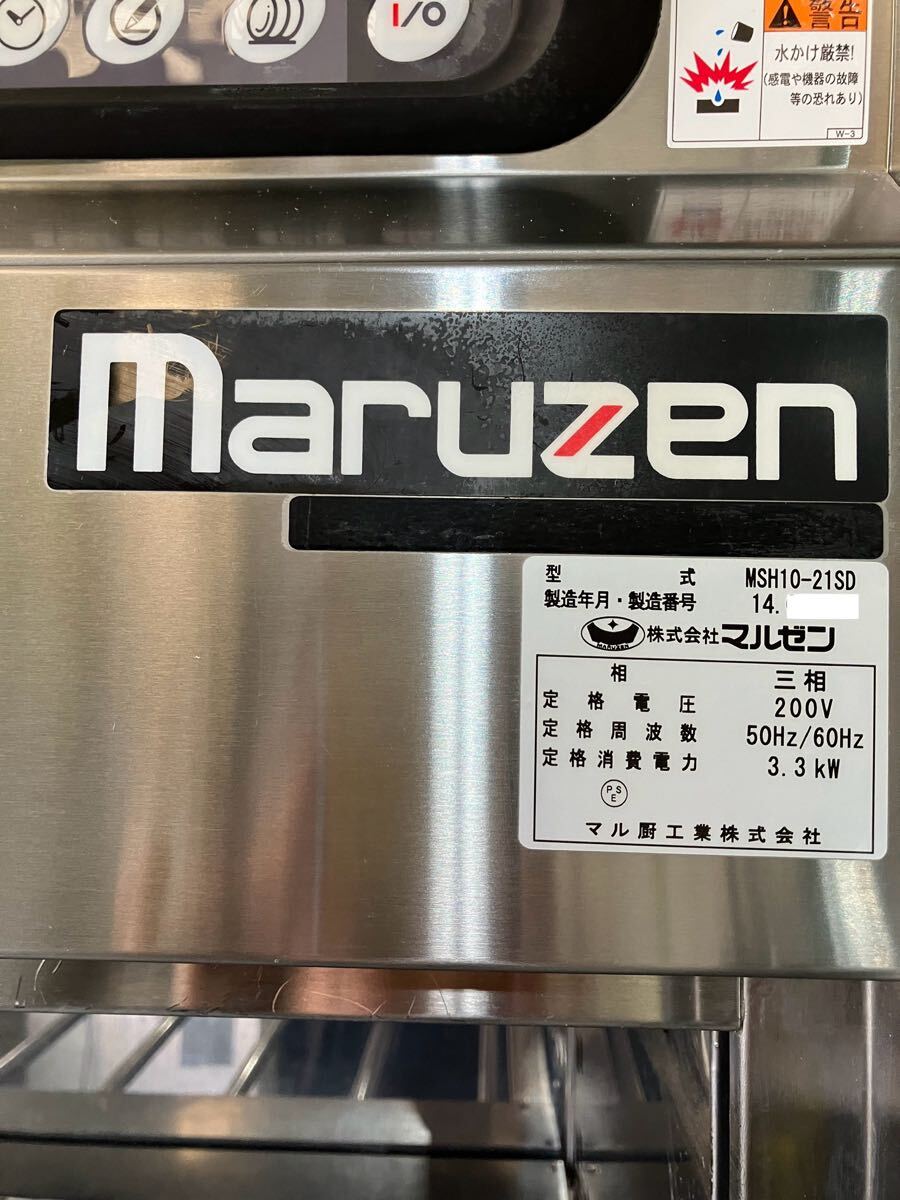 I/O
警告
水かけ厳禁!
(感電や機器の故障
等の恐れあり)
W-3
maruzen
型式 MSH10-21SD
製造年月・製造番号 14.
MARUZEN 株式会社マルゼン
相 三相
定格電圧 200V
定格周波数 50Hz/60Hz
定格消費電力 3.3kW
PS
E
マル厨工業株式会社